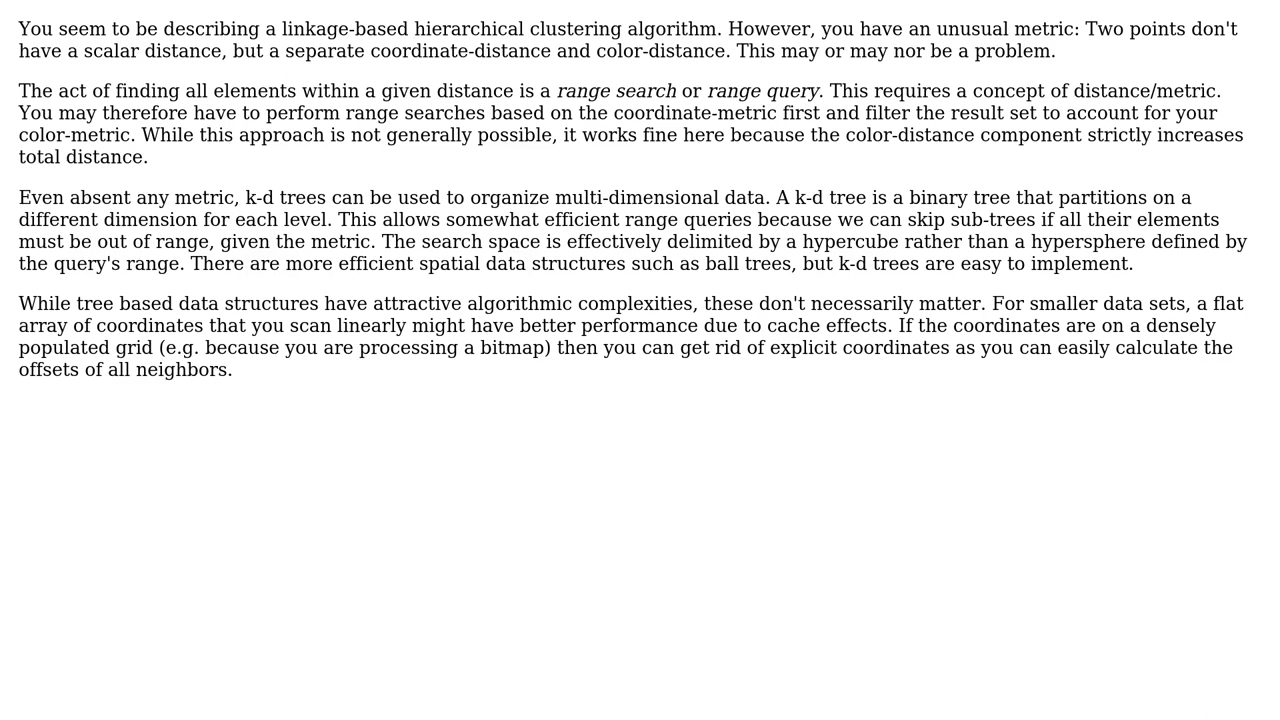 You seem to be describing a linkage-based hierarchical clustering algorithm. However, you have an unusual metric: Two points don't
have a scalar distance, but a separate coordinate-distance and color-distance. This may or may nor be a problem.
The act of finding all elements within a given distance is a range search or range query. This requires a concept of distance/metric.
You may therefore have to perform range searches based on the coordinate-metric first and filter the result set to account for your
color-metric. While this approach is not generally possible, it works fine here because the color-distance component strictly increases
total distance.
Even absent any metric, k-d trees can be used to organize multi-dimensional data. A k-d tree is a binary tree that partitions on a
different dimension for each level. This allows somewhat efficient range queries because we can skip sub-trees if all their elements
must be out of range, given the metric. The search space is effectively delimited by a hypercube rather than a hypersphere defined by
the query's range. There are more efficient spatial data structures such as ball trees, but k-d trees are easy to implement.
While tree based data structures have attractive algorithmic complexities, these don't necessarily matter. For smaller data sets, a flat
array of coordinates that you scan linearly might have better performance due to cache effects. If the coordinates are on a densely
populated grid (e.g. because you are processing a bitmap) then you can get rid of explicit coordinates as you can easily calculate the
offsets of all neighbors.